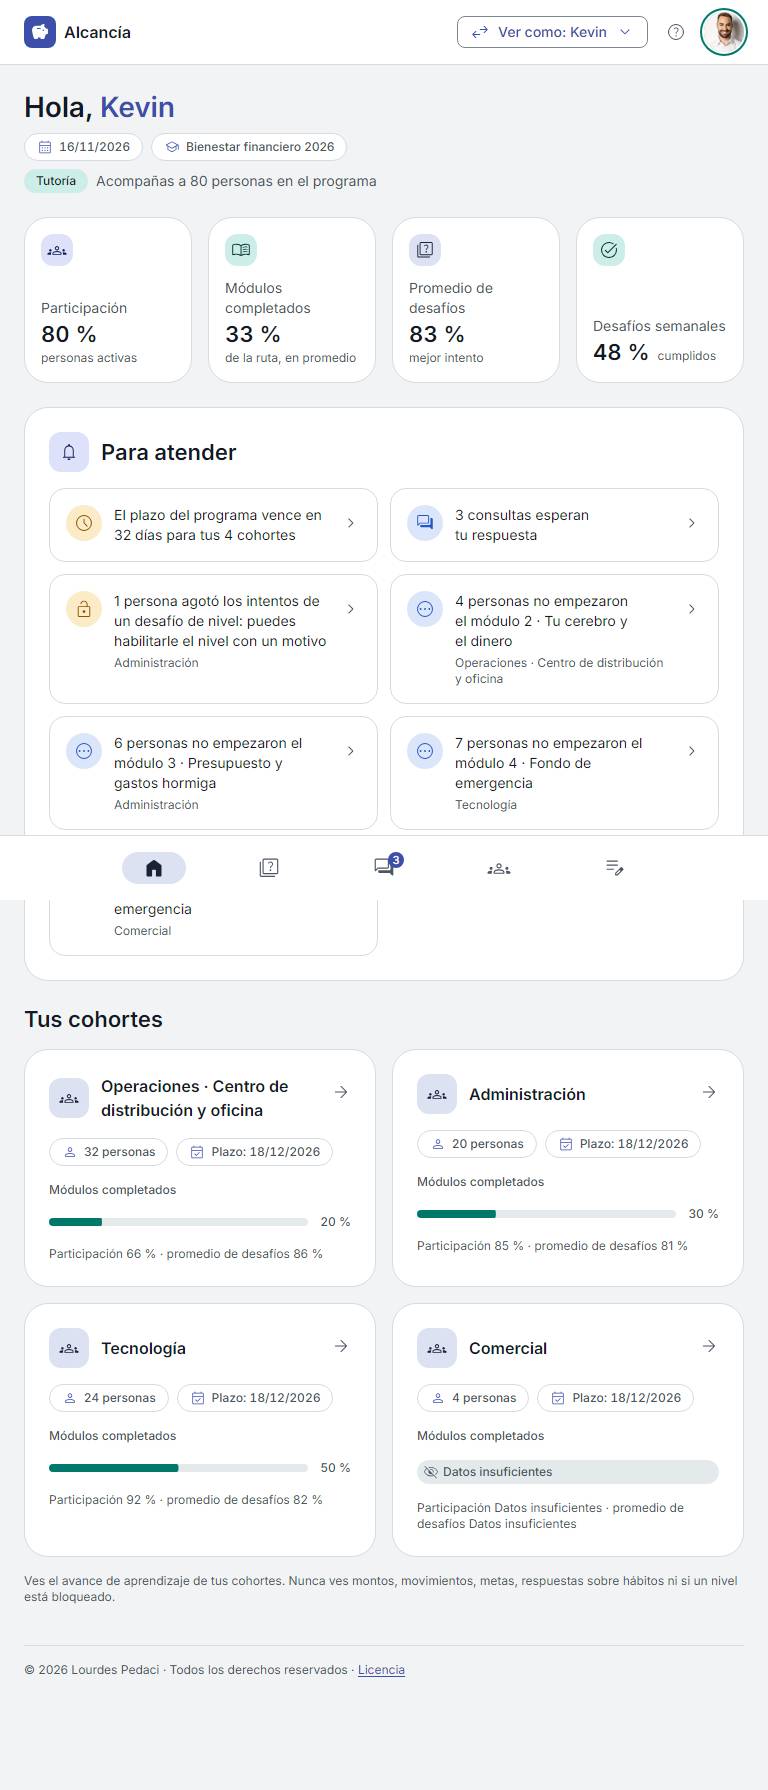 Alcancía
Ver como: Kevin
Hola, Kevin
16/11/2026
Bienestar financiero 2026
Tutoría
Acompañas a 80 personas en el programa
Participación
80 %
personas activas
Módulos
completados
33 %
de la ruta, en promedio
Promedio de
desafíos
83 %
mejor intento
Desafíos semanales
48 % cumplidos
Para atender
El plazo del programa vence en
32 días para tus 4 cohortes
3 consultas esperan
tu respuesta
1 persona agotó los intentos de
un desafío de nivel: puedes
habilitarle el nivel con un motivo
Administración
4 personas no empezaron
el módulo 2 · Tu cerebro y
el dinero
Operaciones · Centro de distribución
y oficina
6 personas no empezaron el
módulo 3 · Presupuesto y
gastos hormiga
Administración
7 personas no empezaron el
módulo 4 · Fondo de
emergencia
Tecnología
3
emergencia
Comercial
Tus cohortes
Operaciones · Centro de
distribución y oficina
32 personas
Plazo: 18/12/2026
Módulos completados
20 %
Participación 66 % · promedio de desafíos 86 %
Administración
20 personas
Plazo: 18/12/2026
Módulos completados
30 %
Participación 85 % · promedio de desafíos 81 %
Tecnología
24 personas
Plazo: 18/12/2026
Módulos completados
50 %
Participación 92 % · promedio de desafíos 82 %
Comercial
4 personas
Plazo: 18/12/2026
Módulos completados
Datos insuficientes
Participación Datos insuficientes · promedio de
desafíos Datos insuficientes
Ves el avance de aprendizaje de tus cohortes. Nunca ves montos, movimientos, metas, respuestas sobre hábitos ni si un nivel
está bloqueado.
© 2026 Lourdes Pedaci · Todos los derechos reservados · Licencia